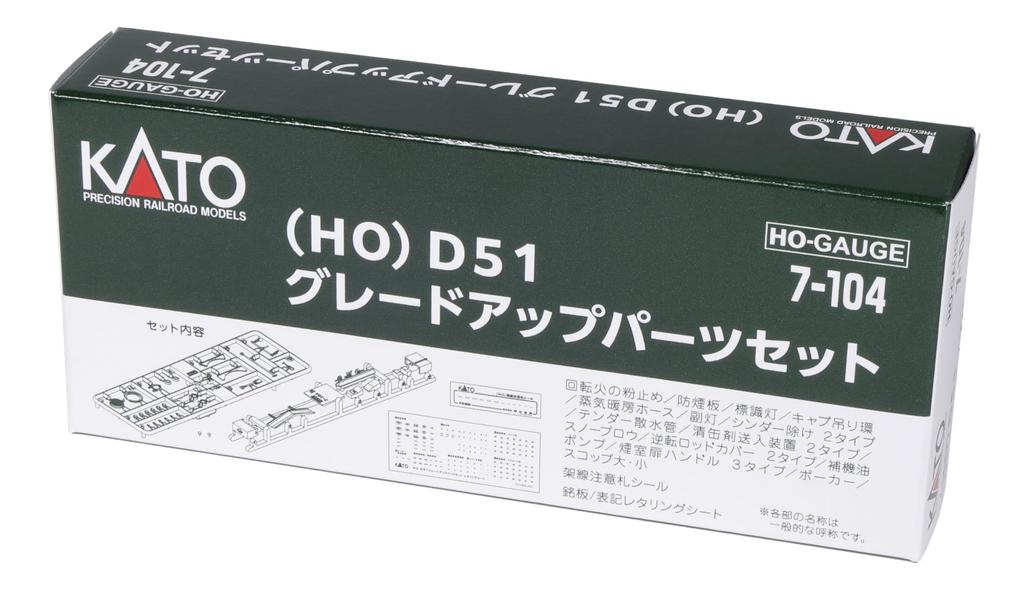 (HO) D51 グレードアップパーツセット
7-104
HO-GAUGE
KATO
PRECISION RAILROAD MODELS
KATO
PRECISION RAILROAD MODELS
(HO) D51
グレードアップパーツセット
HO-GAUGE
7-104
セット内容
KATO
KATO
回転火の粉止め/防煙板/標識灯/キャブ吊り環
/蒸気暖房ホース/副灯/シンダー除け 2タイプ
/テンダー散水管/清缶剤送入装置 2タイプ/
スノープロウ/逆転ロッドカバー 2タイプ/補機油
ポンプ/煙室扉ハンドル 3タイプ/ポーカー/
スコップ大・小
架線注意札シール
銘板/表記レタリングシート
※各部の名称は
一般的な呼称です。
7-104
KATO